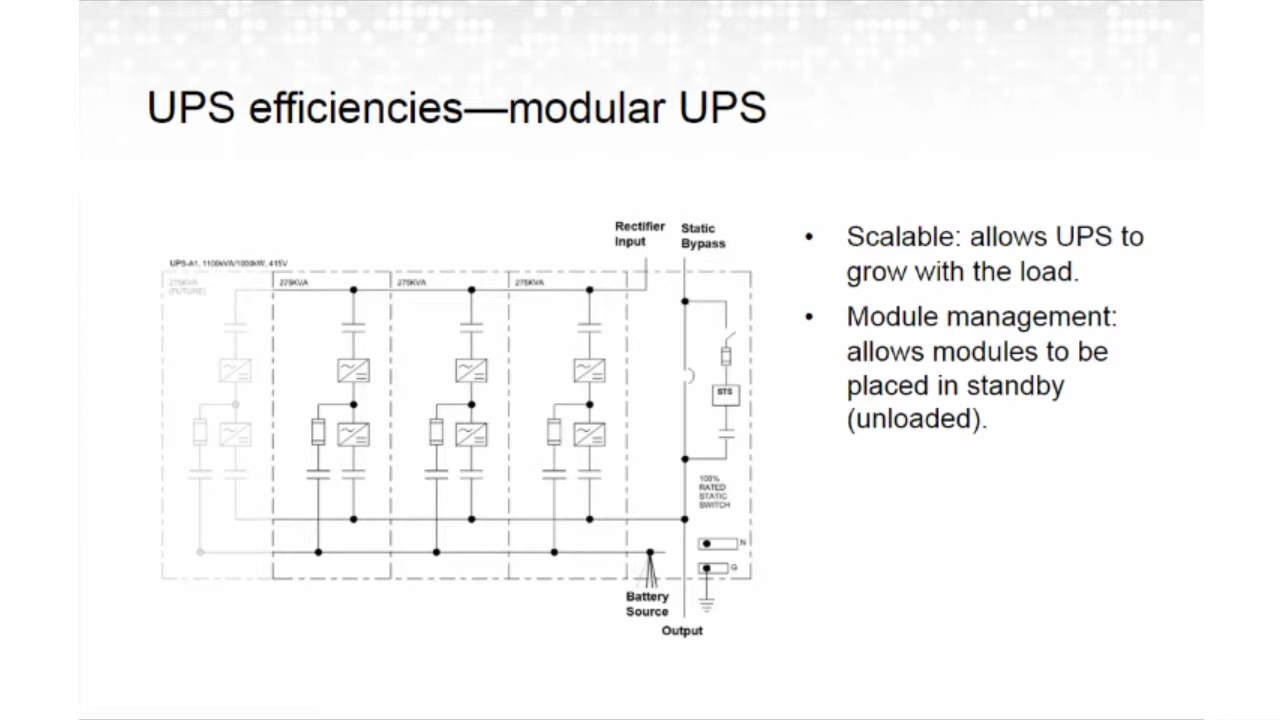 UPS efficiencies—modular UPS
Rectifier
Input
Static
Bypass
UPS-A1, 1100kVA/1000kW, 415V
275KVA
(FUTURE)
275KVA
275KVA
275KVA
STS
100%
RATED
STATIC
SWITCH
N
G
Battery
Source
Output
• Scalable: allows UPS to
grow with the load.
• Module management:
allows modules to be
placed in standby
(unloaded).